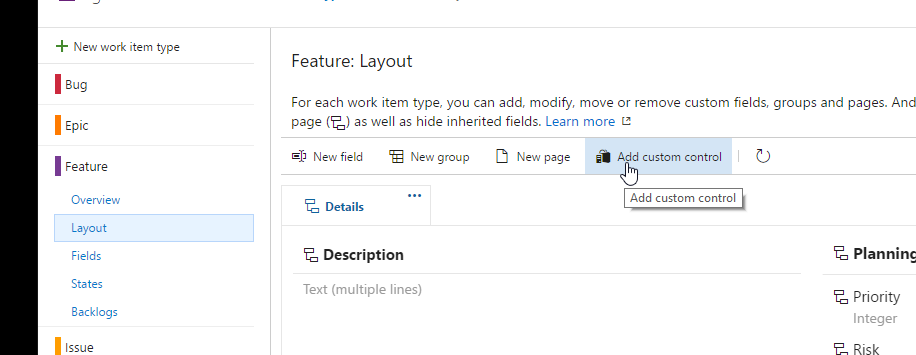 New work item type
Bug
Epic
Feature
Overview
Layout
Fields
States
Backlogs
Issue
Feature: Layout
For each work item type, you can add, modify, move or remove custom fields, groups and pages. And
page ( ) as well as hide inherited fields. Learn more
New field
New group
New page
Add custom control
Add custom control
Details
Description
Text (multiple lines)
Planning
Priority
Integer
Risk